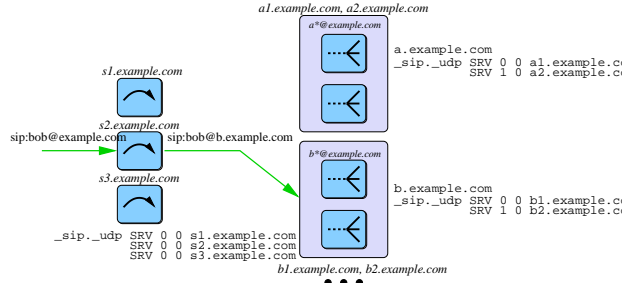 a1.example.com, a2.example.com
a*@example.com
a.example.com
_sip._udp SRV 0 0 a1.example.co
SRV 1 0 a2.example.co
s1.example.com
s2.example.com
sip:bob@example.com
sip:bob@b.example.com
s3.example.com
_sip._udp SRV 0 0 s1.example.com
SRV 0 0 s2.example.com
SRV 0 0 s3.example.com
b*@example.com
b.example.com
_sip._udp SRV 0 0 b1.example.co
SRV 1 0 b2.example.co
b1.example.com, b2.example.com